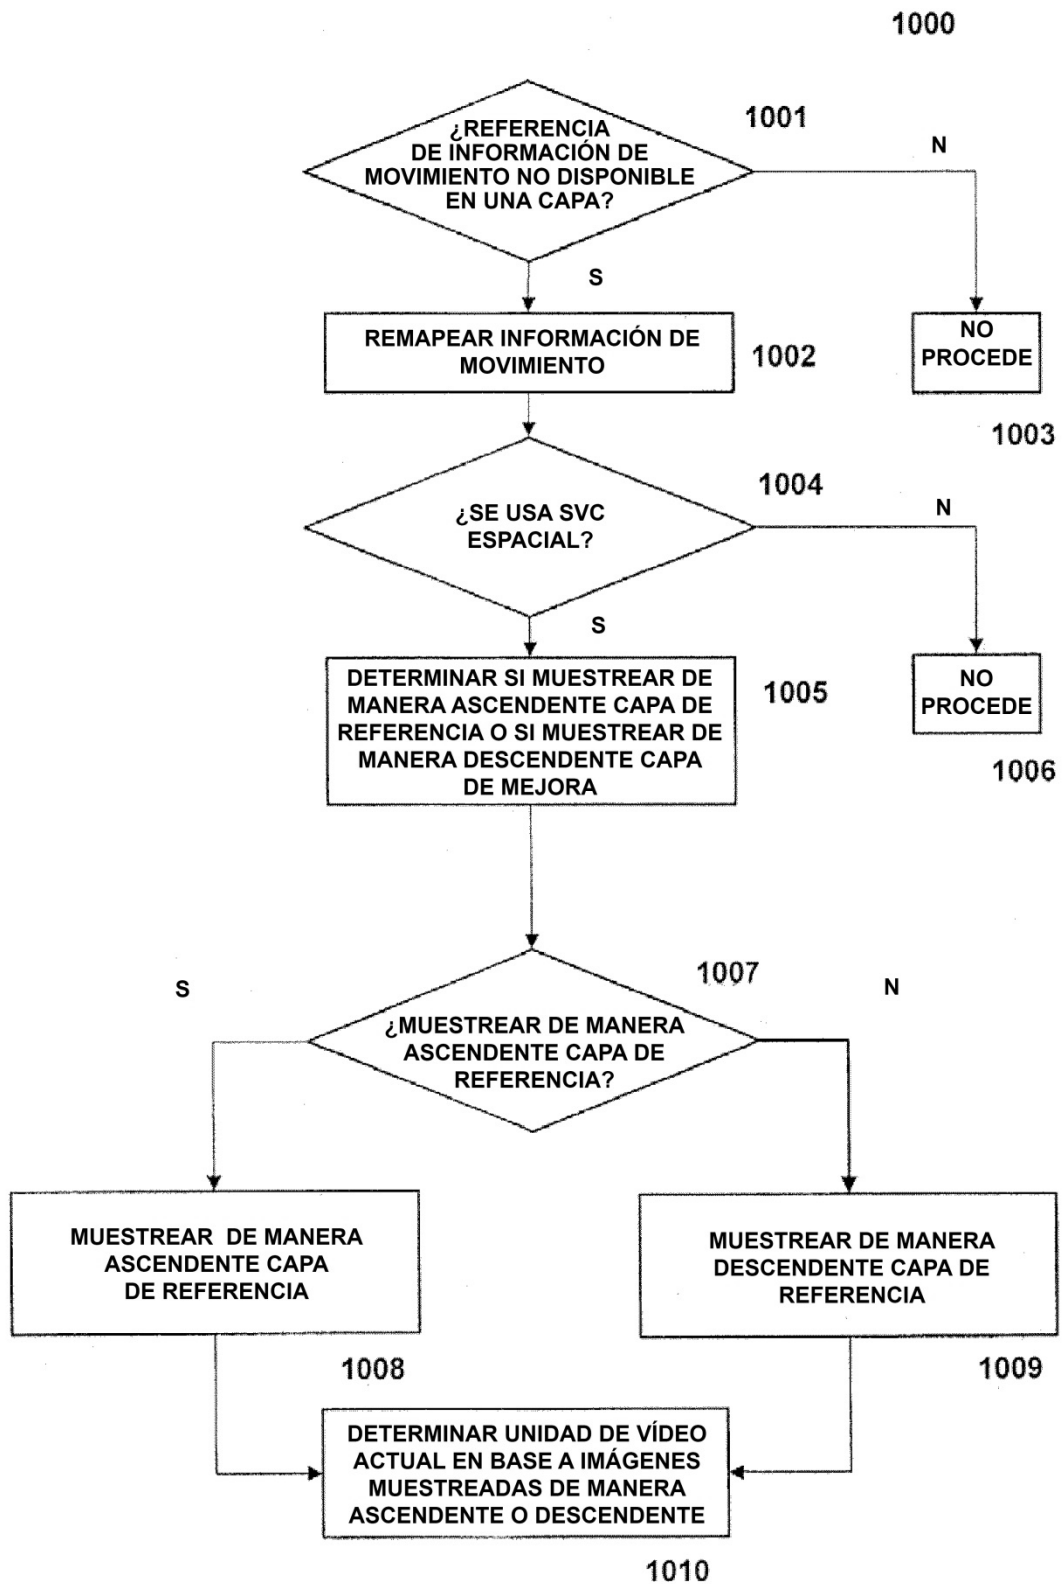 1000
1001
¿REFERENCIA
DE INFORMACIÓN DE
MOVIMIENTO NO DISPONIBLE
EN UNA CAPA?
N
S
REMAPEAR INFORMACIÓN DE
MOVIMIENTO
1002
NO
PROCEDE
1003
1004
¿SE USA SVC
ESPACIAL?
N
S
DETERMINAR SI MUESTREAR DE
MANERA ASCENDENTE CAPA DE
REFERENCIA O SI MUESTREAR DE
MANERA DESCENDENTE CAPA
DE MEJORA
1005
NO
PROCEDE
1006
1007
S
N
¿MUESTREAR DE MANERA
ASCENDENTE CAPA DE
REFERENCIA?
MUESTREAR DE MANERA
ASCENDENTE CAPA
DE REFERENCIA
MUESTREAR DE MANERA
DESCENDENTE CAPA DE
REFERENCIA
1008
1009
DETERMINAR UNIDAD DE VÍDEO
ACTUAL EN BASE A IMÁGENES
MUESTREADAS DE MANERA
ASCENDENTE O DESCENDENTE
1010